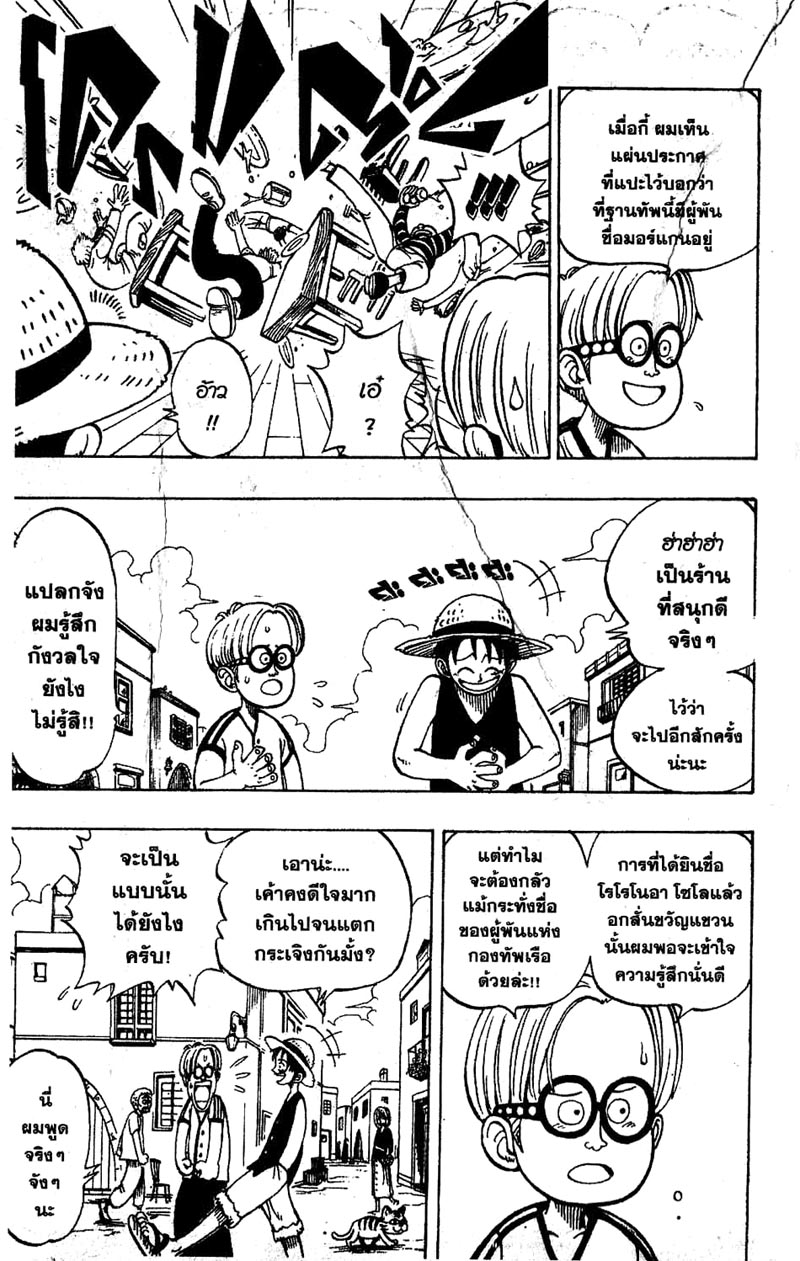 เมื่อกี้ ผมเห็น
แผ่นประกาศ
ที่แปะไว้บอกว่า
ที่ฐานทัพนี้มีผู้พัน
ชื่อมอร์แกนอยู่
!!!
เอ๋
?
อ้าว
!!
ฮ่าฮ่าฮ่า
เป็นร้าน
ที่สนุกดี
จริงๆ
ไว้ว่า
จะไปอีกสักครั้ง
น่ะนะ
แปลกจัง
ผมรู้สึก
กังวลใจ
ยังไง
ไม่รู้สิ!!
การที่ได้ยินชื่อ
โรโรโนอา โซโลแล้ว
อกสั่นขวัญแขวน
นั้นผมพอจะเข้าใจ
ความรู้สึกนั่นดี
แต่ทำไม
จะต้องกลัว
แม้กระทั่งชื่อ
ของผู้พันแห่ง
กองทัพเรือ
ด้วยล่ะ!!
เอาน่ะ....
เค้าคงดีใจมาก
เกินไปจนแตก
กระเจิงกันมั้ง?
จะเป็น
แบบนั้น
ได้ยังไง
ครับ!
นี่
ผมพูด
จริงๆ
จังๆ
นะ